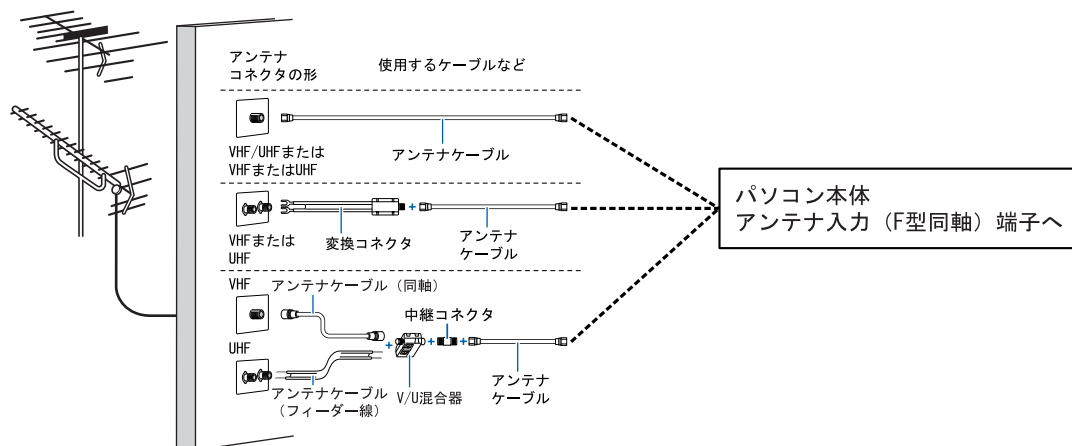 アンテナ
コネクタの形
使用するケーブルなど
VHF/UHFまたは
VHFまたはUHF
アンテナケーブル
VHFまたは
UHF
変換コネクタ
+
アンテナ
ケーブル
VHF
アンテナケーブル（同軸）
UHF
アンテナケーブル
（フィーダー線）
+
V/U混合器
+
中継コネクタ
+
アンテナ
ケーブル
パソコン本体
アンテナ入力（F型同軸）端子へ